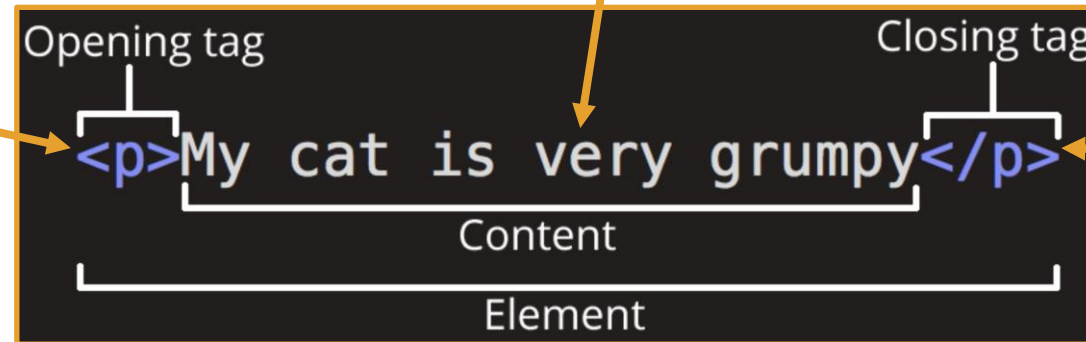 Opening tag Closing tag
<p>My cat is very grumpy</p>
Content
Element